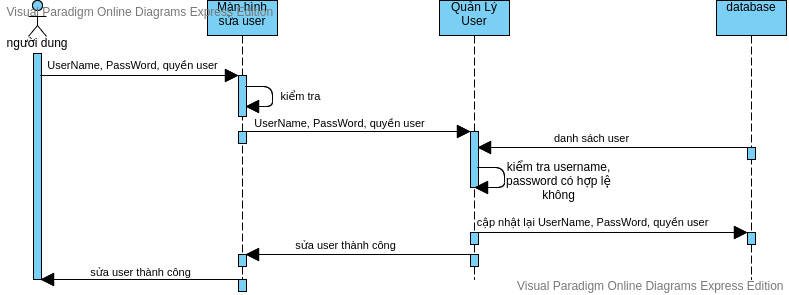 Visual Paradigm Online Diagrams Express Edition
Màn hình
sửa user
Quản Lý
User
database
người dung
UserName, PassWord, quyền user
kiểm tra
UserName, PassWord, quyền user
danh sách user
kiểm tra username,
password có hợp lệ
không
cập nhật lại UserName, PassWord, quyền user
sửa user thành công
sửa user thành công
Visual Paradigm Online Diagrams Express Edition